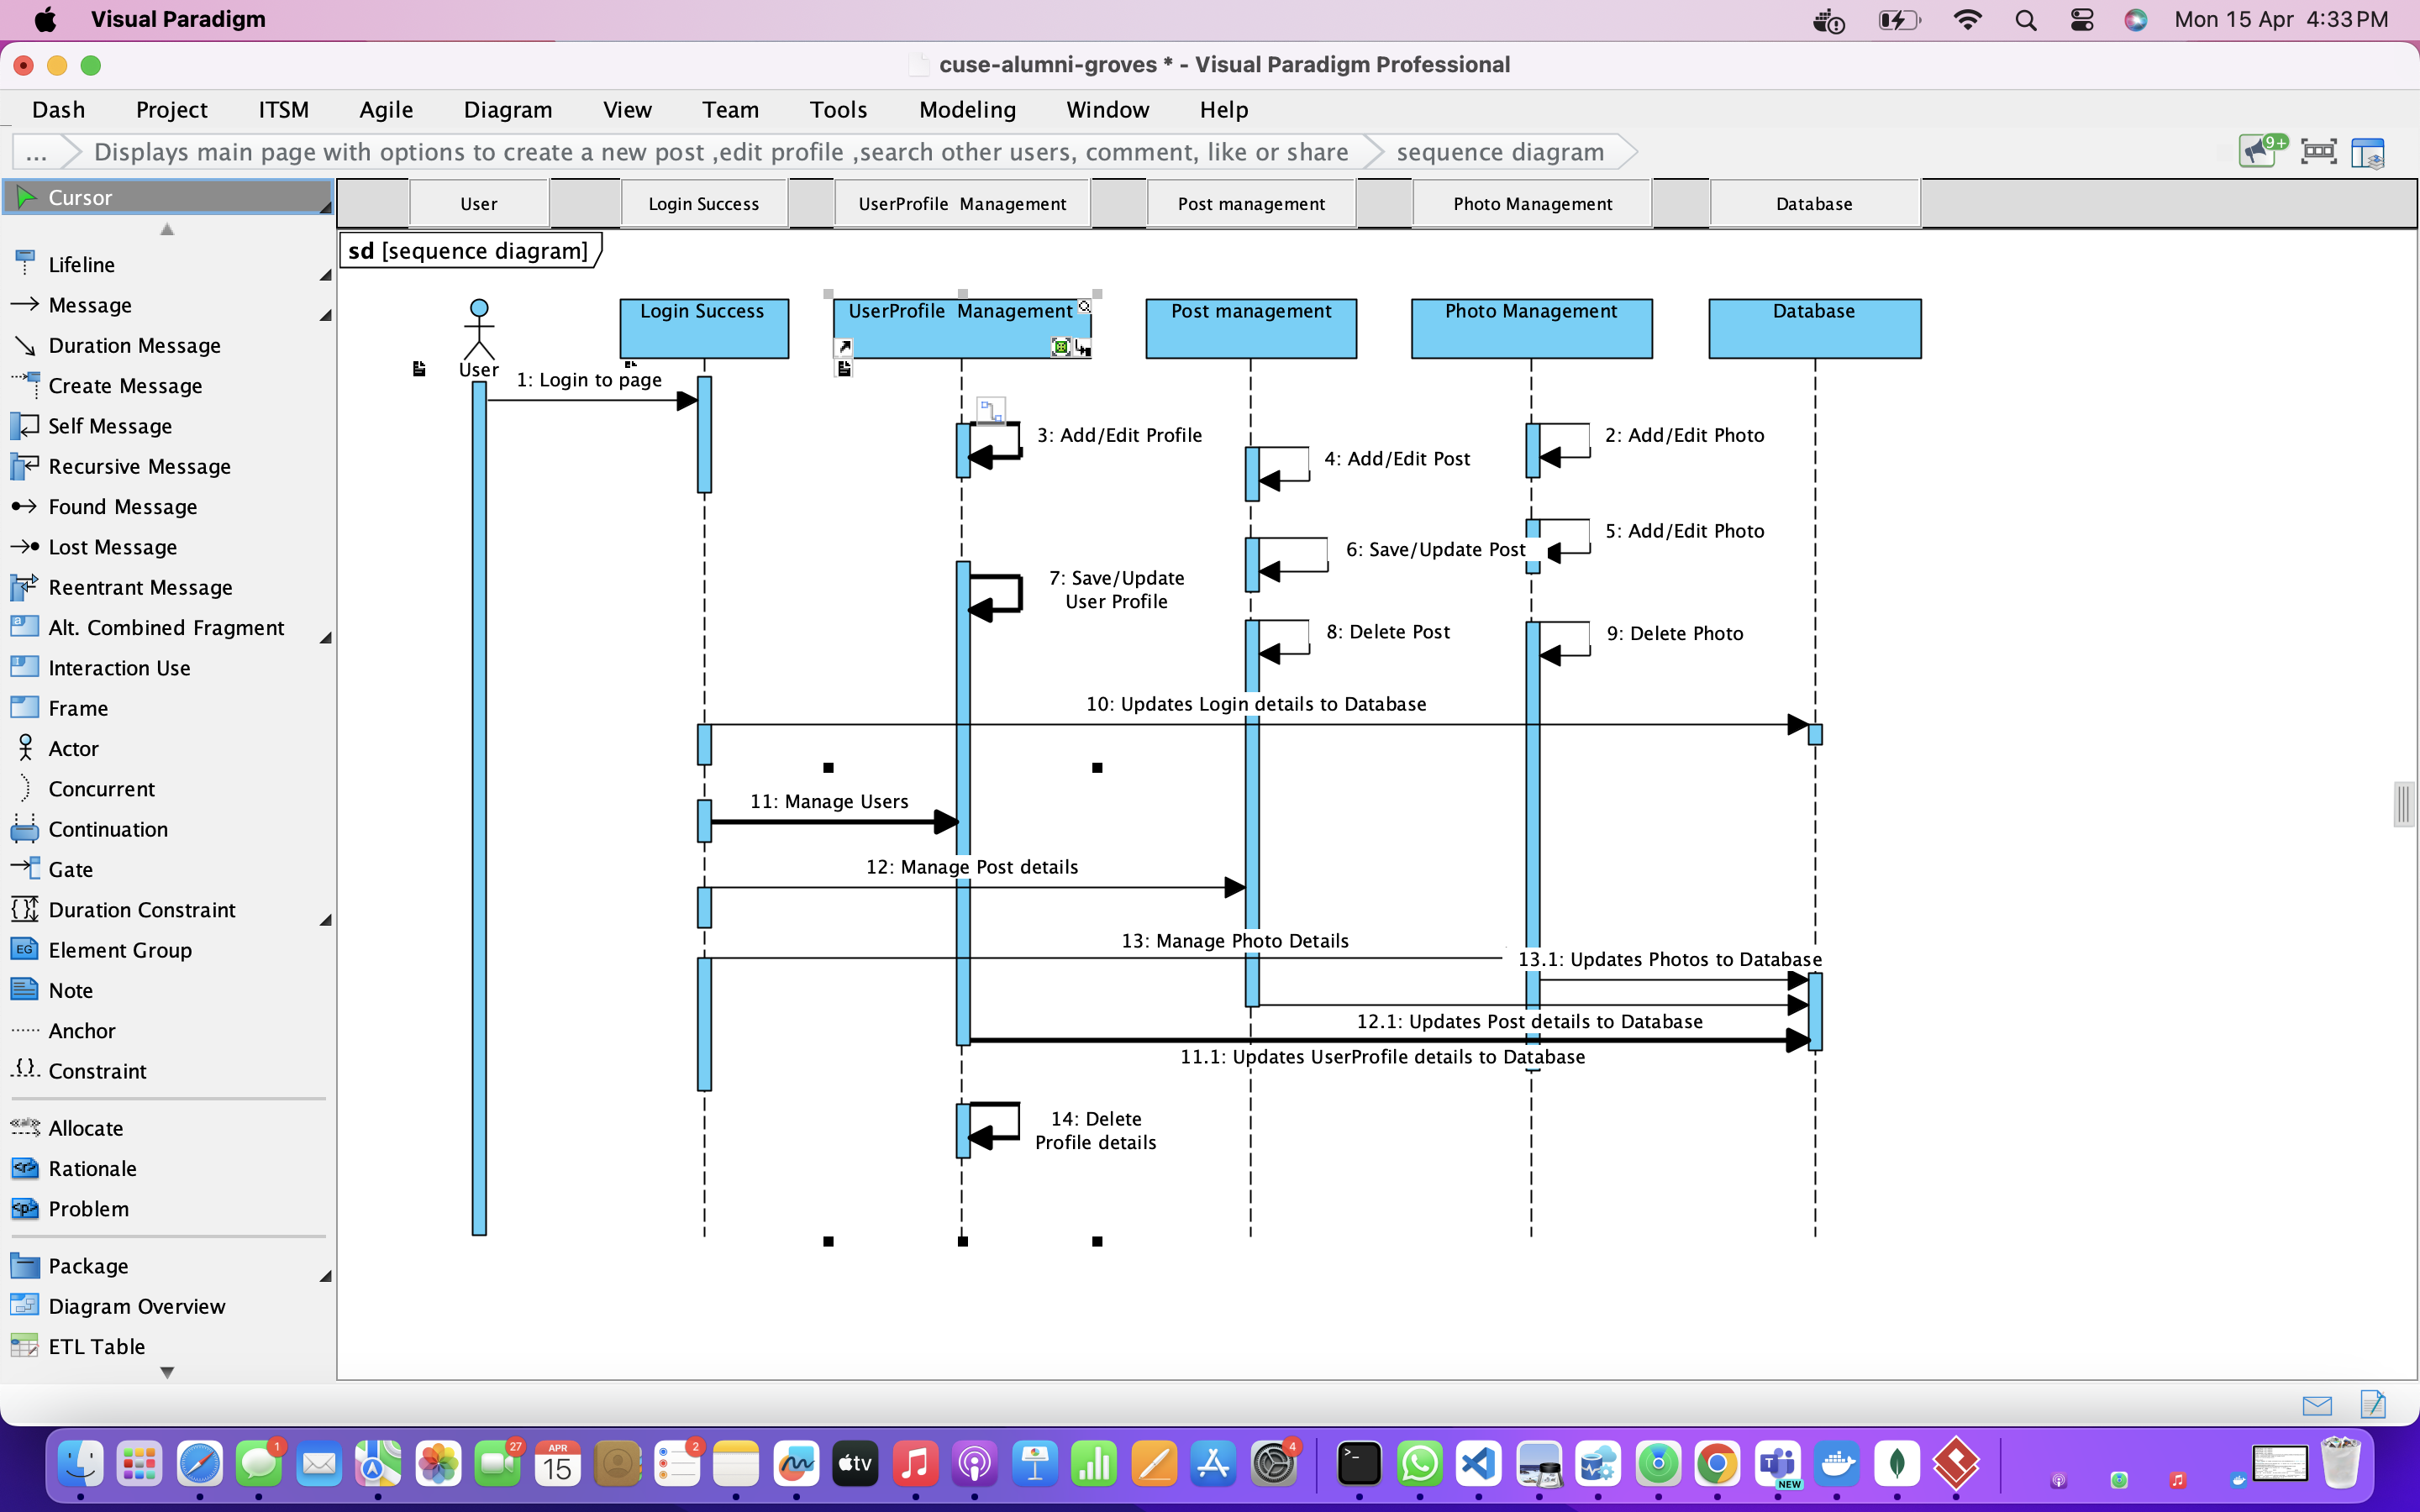 Visual Paradigm
Mon 15 Apr 4:33 PM
cuse-alumni-groves * - Visual Paradigm Professional
Dash Project ITSM Agile Diagram View Team Tools Modeling Window Help
... Displays main page with options to create a new post ,edit profile ,search other users, comment, like or share sequence diagram
9+
Cursor
Lifeline
Message
Duration Message
Create Message
Self Message
Recursive Message
Found Message
Lost Message
Reentrant Message
Alt. Combined Fragment
Interaction Use
Frame
Actor
Concurrent
Continuation
Gate
Duration Constraint
EG
Element Group
Note
Anchor
Constraint
Allocate
<r>
Rationale
<p>
Problem
Package
Diagram Overview
ETL Table
User Login Success UserProfile Management Post management Photo Management Database
sd [sequence diagram]
Login Success
UserProfile Management
Post management
Photo Management
Database
User
1: Login to page
3: Add/Edit Profile
2: Add/Edit Photo
4: Add/Edit Post
5: Add/Edit Photo
6: Save/Update Post
7: Save/Update
User Profile
8: Delete Post
9: Delete Photo
10: Updates Login details to Database
11: Manage Users
12: Manage Post details
13: Manage Photo Details
13.1: Updates Photos to Database
12.1: Updates Post details to Database
11.1: Updates UserProfile details to Database
14: Delete
Profile details
1
27
APR
15
2
tv
4
NEW